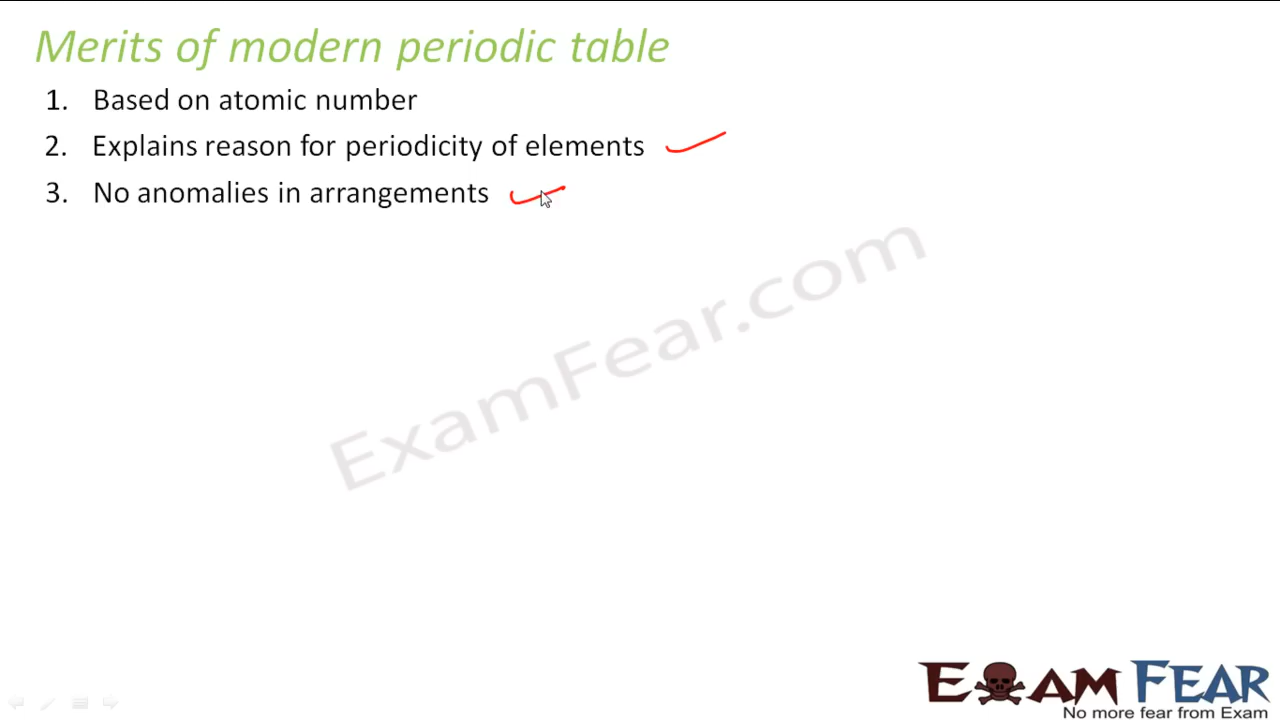 Merits of modern periodic table
1. Based on atomic number
2. Explains reason for periodicity of elements
3. No anomalies in arrangements
ExamFear.com
EXAM FEAR
No more fear from Exam